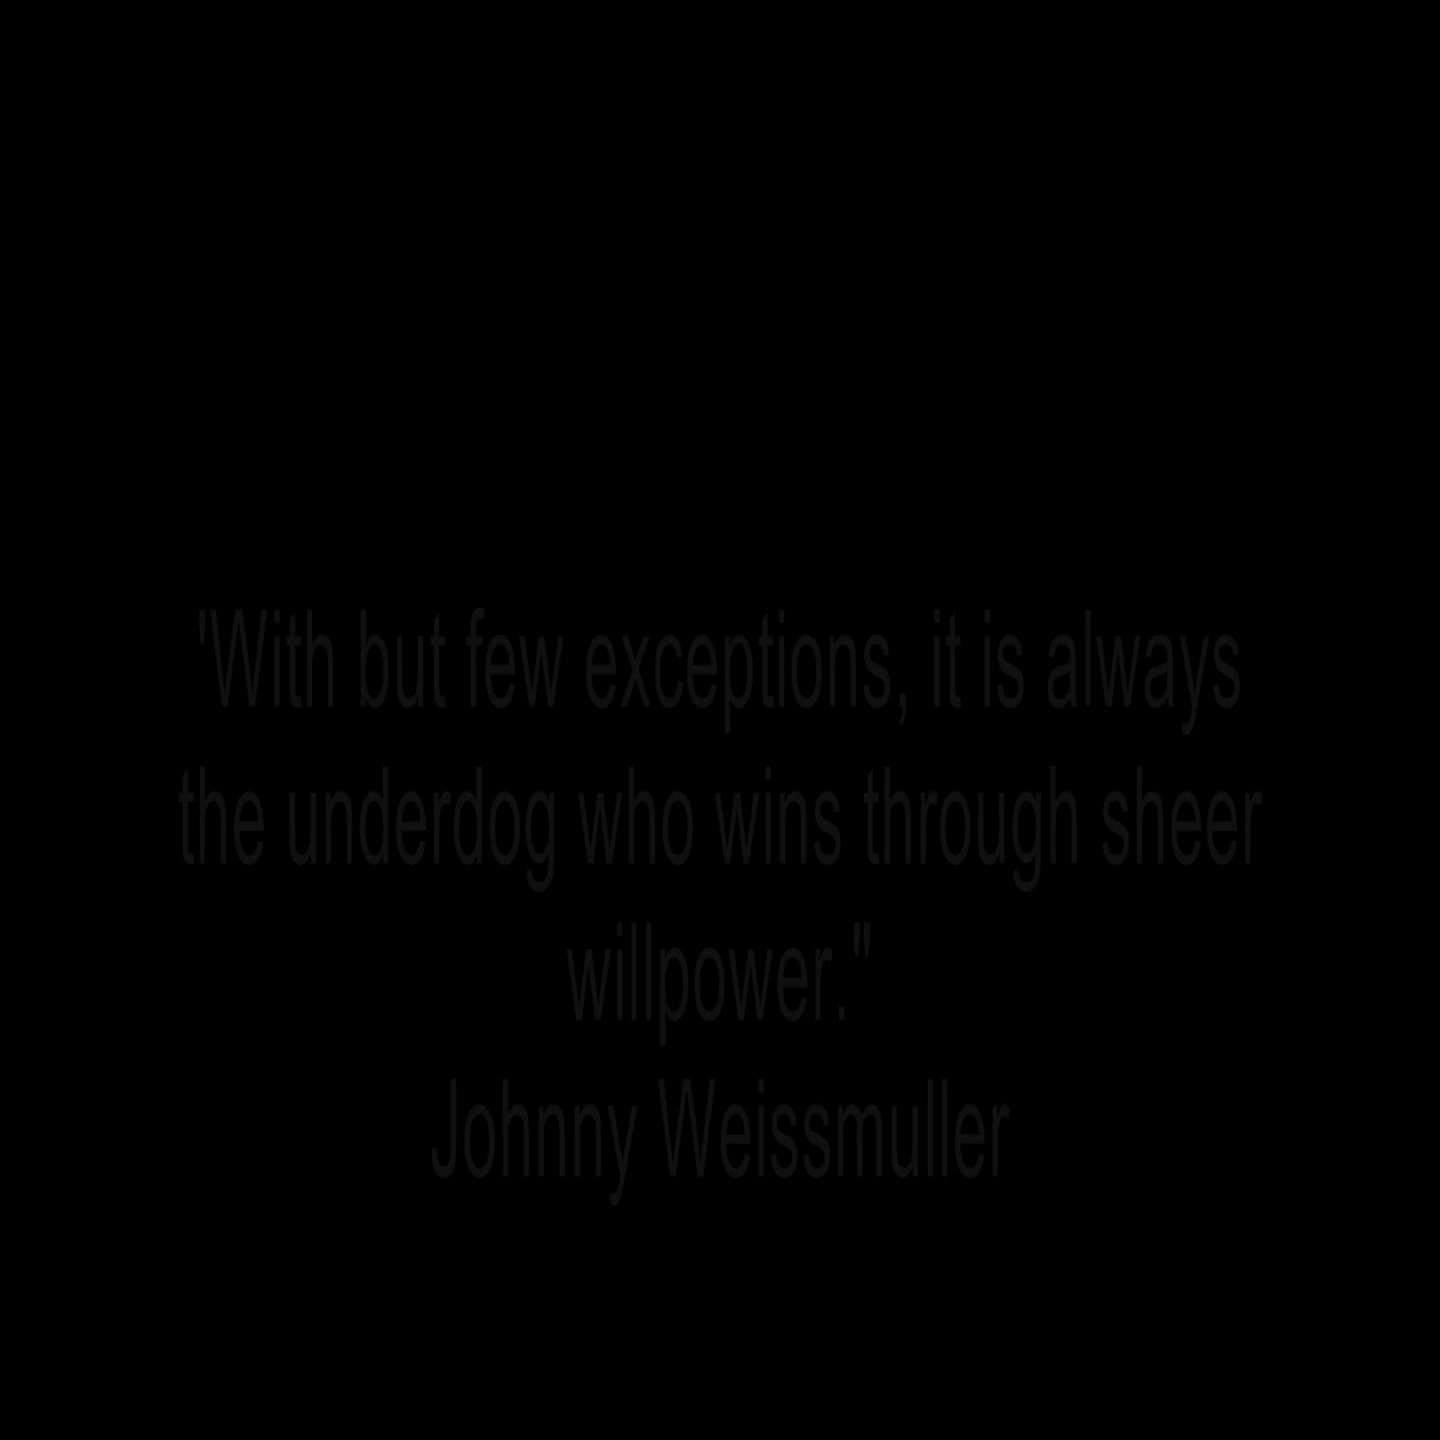 'With but few exceptions, it is always
the underdog who wins through sheer
willpower."
Johnny Weissmuller